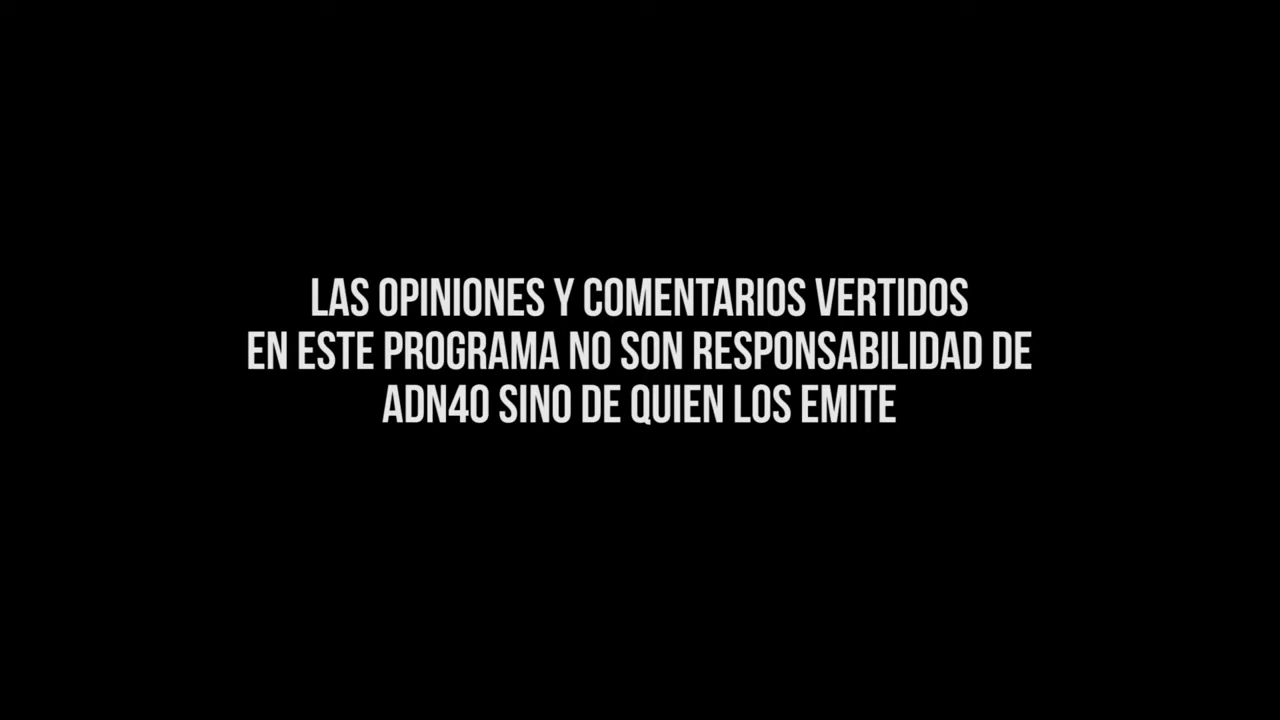 LAS OPINIONES Y COMENTARIOS VERTIDOS
EN ESTE PROGRAMA NO SON RESPONSABILIDAD DE
ADN40 SINO DE QUIEN LOS EMITE